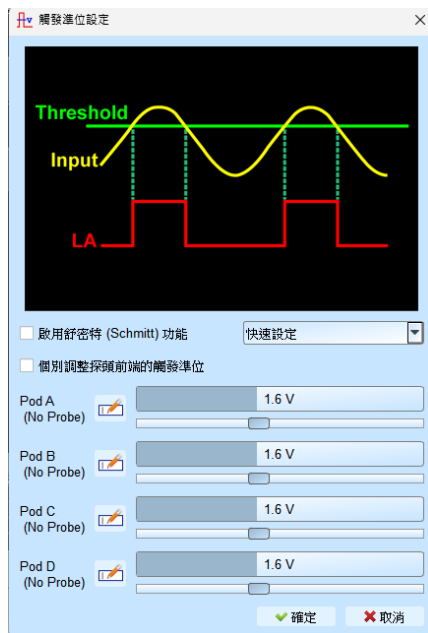 觸發準位設定
Threshold
Input
LA
啟用舒密特 (Schmitt) 功能
快速設定
個別調整探頭前端的觸發準位
Pod A
(No Probe)
1.6 V
Pod B
(No Probe)
1.6 V
Pod C
(No Probe)
1.6 V
Pod D
(No Probe)
1.6 V
確定
取消